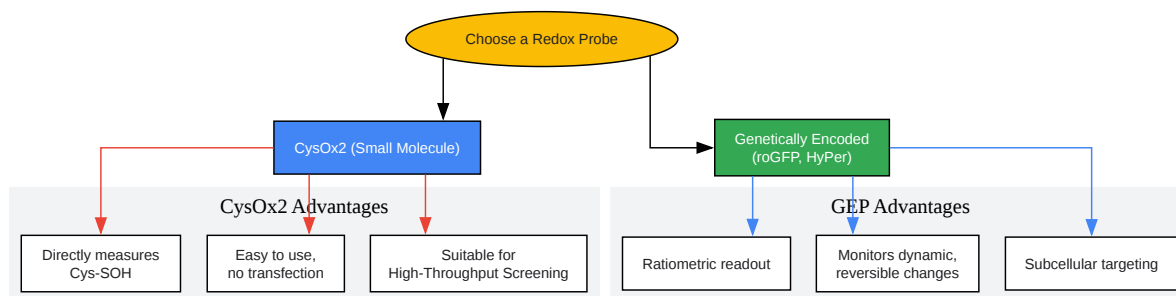 Choose a Redox Probe
CysOx2 (Small Molecule)
Genetically Encoded
(roGFP, HyPer)
CysOx2 Advantages
GEP Advantages
Directly measures
Cys-SOH
Easy to use,
no transfection
Suitable for
High-Throughput Screening
Ratiometric readout
Monitors dynamic,
reversible changes
Subcellular targeting